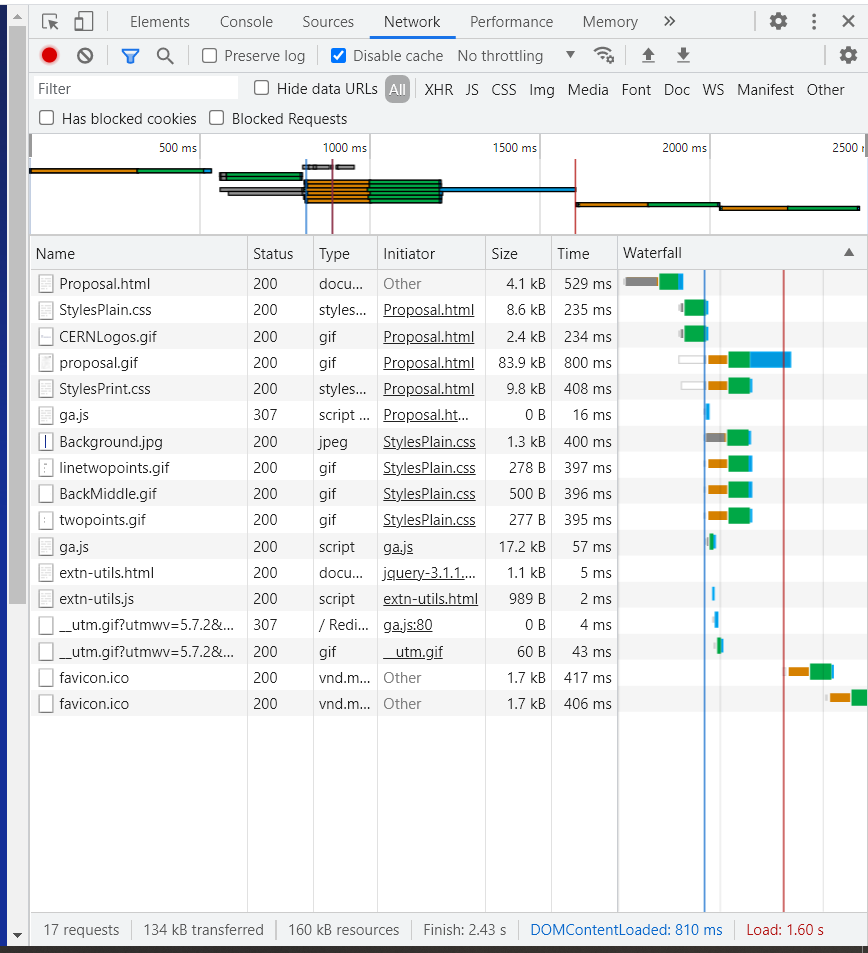 Elements Console Sources Network Performance Memory »
Preserve log Disable cache No throttling
Filter Hide data URLs All XHR JS CSS Img Media Font Doc WS Manifest Other
Has blocked cookies Blocked Requests
500 ms 1000 ms 1500 ms 2000 ms 2500 r
Name Status Type Initiator Size Time Waterfall
Proposal.html 200 docu... Other 4.1 kB 529 ms
StylesPlain.css 200 styles... Proposal.html 8.6 kB 235 ms
CERNLogos.gif 200 gif Proposal.html 2.4 kB 234 ms
proposal.gif 200 gif Proposal.html 83.9 kB 800 ms
StylesPrint.css 200 styles... Proposal.html 9.8 kB 408 ms
ga.js 307 script ... Proposal.ht... 0 B 16 ms
Background.jpg 200 jpeg StylesPlain.css 1.3 kB 400 ms
linetwopoints.gif 200 gif StylesPlain.css 278 B 397 ms
BackMiddle.gif 200 gif StylesPlain.css 500 B 396 ms
twopoints.gif 200 gif StylesPlain.css 277 B 395 ms
ga.js 200 script ga.js 17.2 kB 57 ms
extn-utils.html 200 docu... jquery-3.1.1.... 1.1 kB 5 ms
extn-utils.js 200 script extn-utils.html 989 B 2 ms
__utm.gif?utmwv=5.7.2&... 307 / Redi... ga.js:80 0 B 4 ms
__utm.gif?utmwv=5.7.2&... 200 gif __utm.gif 60 B 43 ms
favicon.ico 200 vnd.m... Other 1.7 kB 417 ms
favicon.ico 200 vnd.m... Other 1.7 kB 406 ms
17 requests 134 kB transferred 160 kB resources Finish: 2.43 s DOMContentLoaded: 810 ms Load: 1.60 s